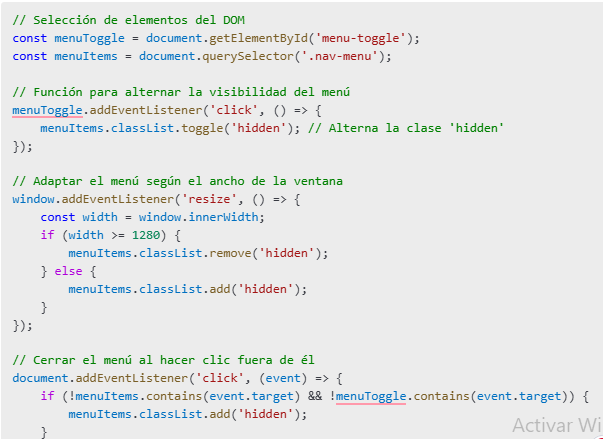 // Selección de elementos del DOM
const menuToggle = document.getElementById('menu-toggle');
const menuItems = document.querySelector('.nav-menu');
// Función para alternar la visibilidad del menú
menuToggle.addEventListener('click', () => {
    menuItems.classList.toggle('hidden'); // Alterna la clase 'hidden'
});
// Adaptar el menú según el ancho de la ventana
window.addEventListener('resize', () => {
    const width = window.innerWidth;
    if (width >= 1280) {
        menuItems.classList.remove('hidden');
    } else {
        menuItems.classList.add('hidden');
    }
});
// Cerrar el menú al hacer clic fuera de él
document.addEventListener('click', (event) => {
    if (!menuItems.contains(event.target) && !menuToggle.contains(event.target)) {
        menuItems.classList.add('hidden');
    }
Activar Wi